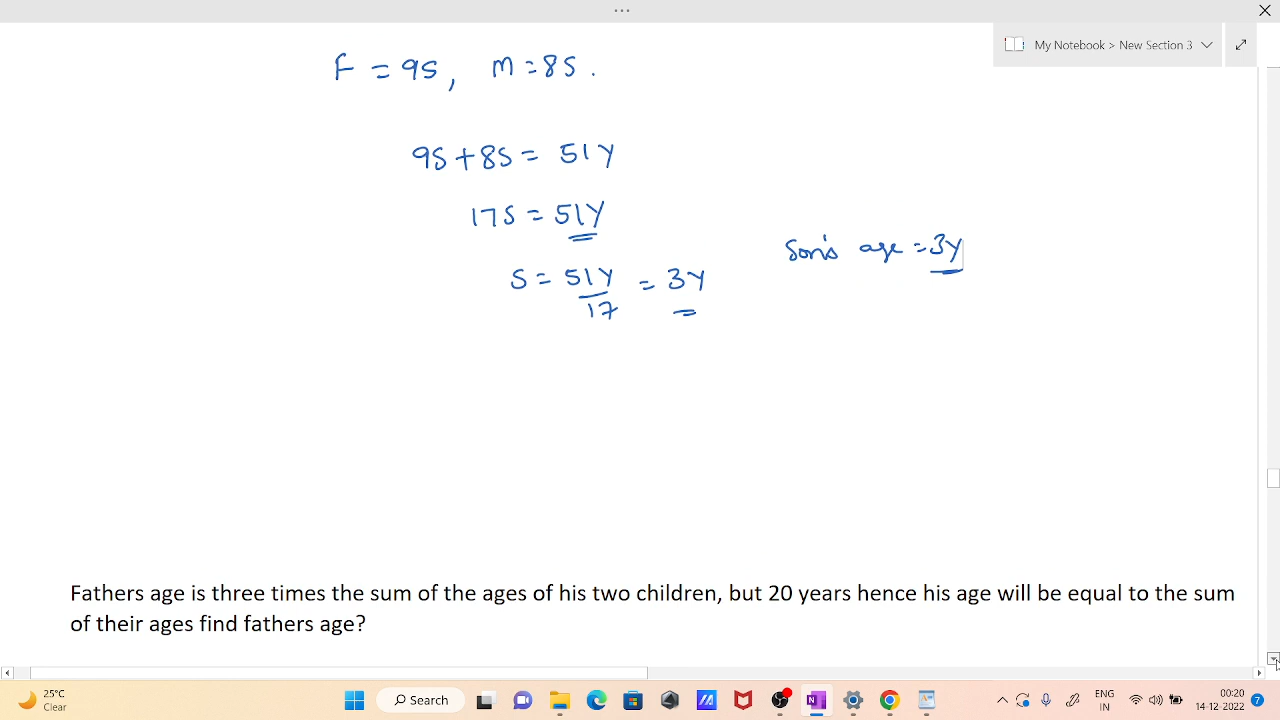 y Notebook > New Section 3
F = 9S, m = 8S.
9S + 8S = 51Y
17S = 51Y
Son's age = 3Y
S = 51Y/17 = 3Y
Fathers age is three times the sum of the ages of his two children, but 20 years hence his age will be equal to the sum
of their ages find fathers age?
25°C
Clear
Search
ENG
IN
20:00
14-12-2022
7